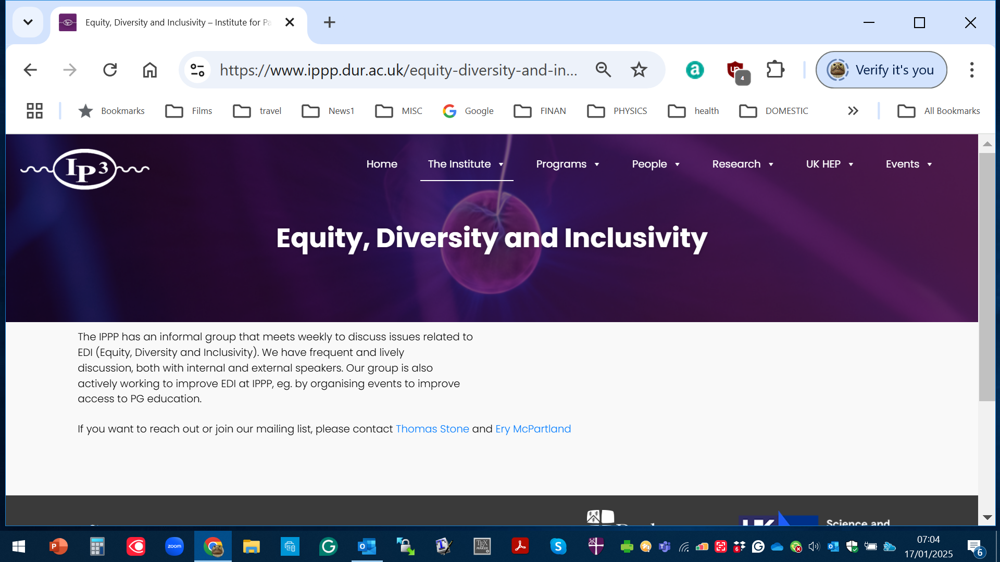 Equity, Diversity and Inclusivity – Institute for Pa
https://www.ippp.dur.ac.uk/equity-diversity-and-in...
4
Verify it's you
Bookmarks
Films
travel
News1
MISC
Google
FINAN
PHYSICS
health
DOMESTIC
All Bookmarks
IP3
Home
The Institute
Programs
People
Research
UK HEP
Events
Equity, Diversity and Inclusivity
The IPPP has an informal group that meets weekly to discuss issues related to
EDI (Equity, Diversity and Inclusivity). We have frequent and lively
discussion, both with internal and external speakers. Our group is also
actively working to improve EDI at IPPP, eg. by organising events to improve
access to PG education.
If you want to reach out or join our mailing list, please contact Thomas Stone and Ery McPartland
Science and
zoom
TEX
MAKER
6
07:04
17/01/2025
6